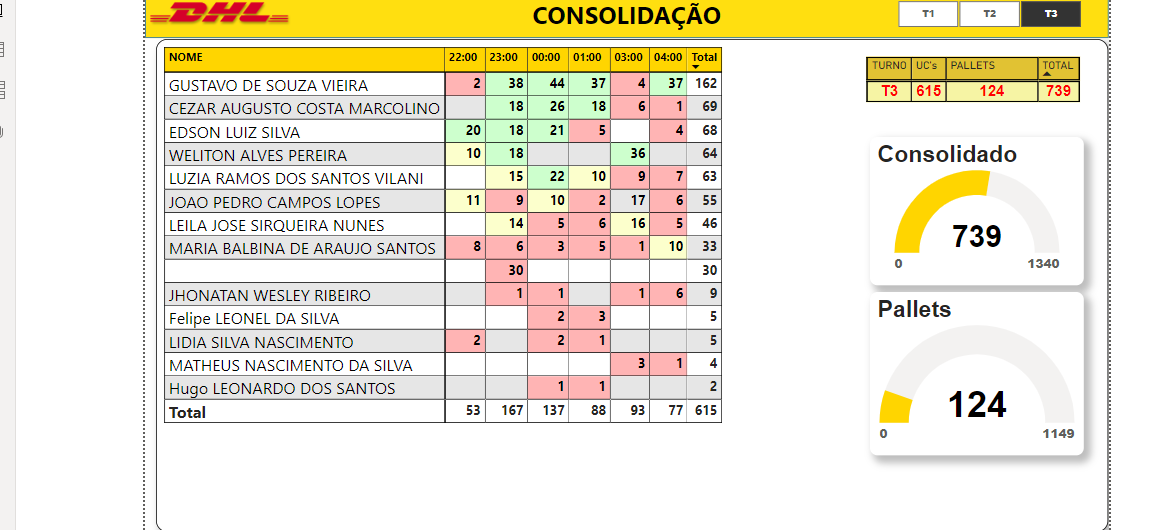 DHL CONSOLIDAÇÃO T1 T2 T3
NOME 22:00 23:00 00:00 01:00 03:00 04:00 Total
GUSTAVO DE SOUZA VIEIRA 2 38 44 37 4 37 162
CEZAR AUGUSTO COSTA MARCOLINO 18 26 18 6 1 69
EDSON LUIZ SILVA 20 18 21 5 4 68
WELITON ALVES PEREIRA 10 18 36 64
LUZIA RAMOS DOS SANTOS VILANI 15 22 10 9 7 63
JOAO PEDRO CAMPOS LOPES 11 9 10 2 17 6 55
LEILA JOSE SIRQUEIRA NUNES 14 5 6 16 5 46
MARIA BALBINA DE ARAUJO SANTOS 8 6 3 5 1 10 33
30 30
JHONATAN WESLEY RIBEIRO 1 1 1 6 9
Felipe LEONEL DA SILVA 2 3 5
LIDIA SILVA NASCIMENTO 2 2 1 5
MATHEUS NASCIMENTO DA SILVA 3 1 4
Hugo LEONARDO DOS SANTOS 1 1 2
Total 53 167 137 88 93 77 615
TURNO UC's PALLETS TOTAL
T3 615 124 739
Consolidado
739
0 1340
Pallets
124
0 1149